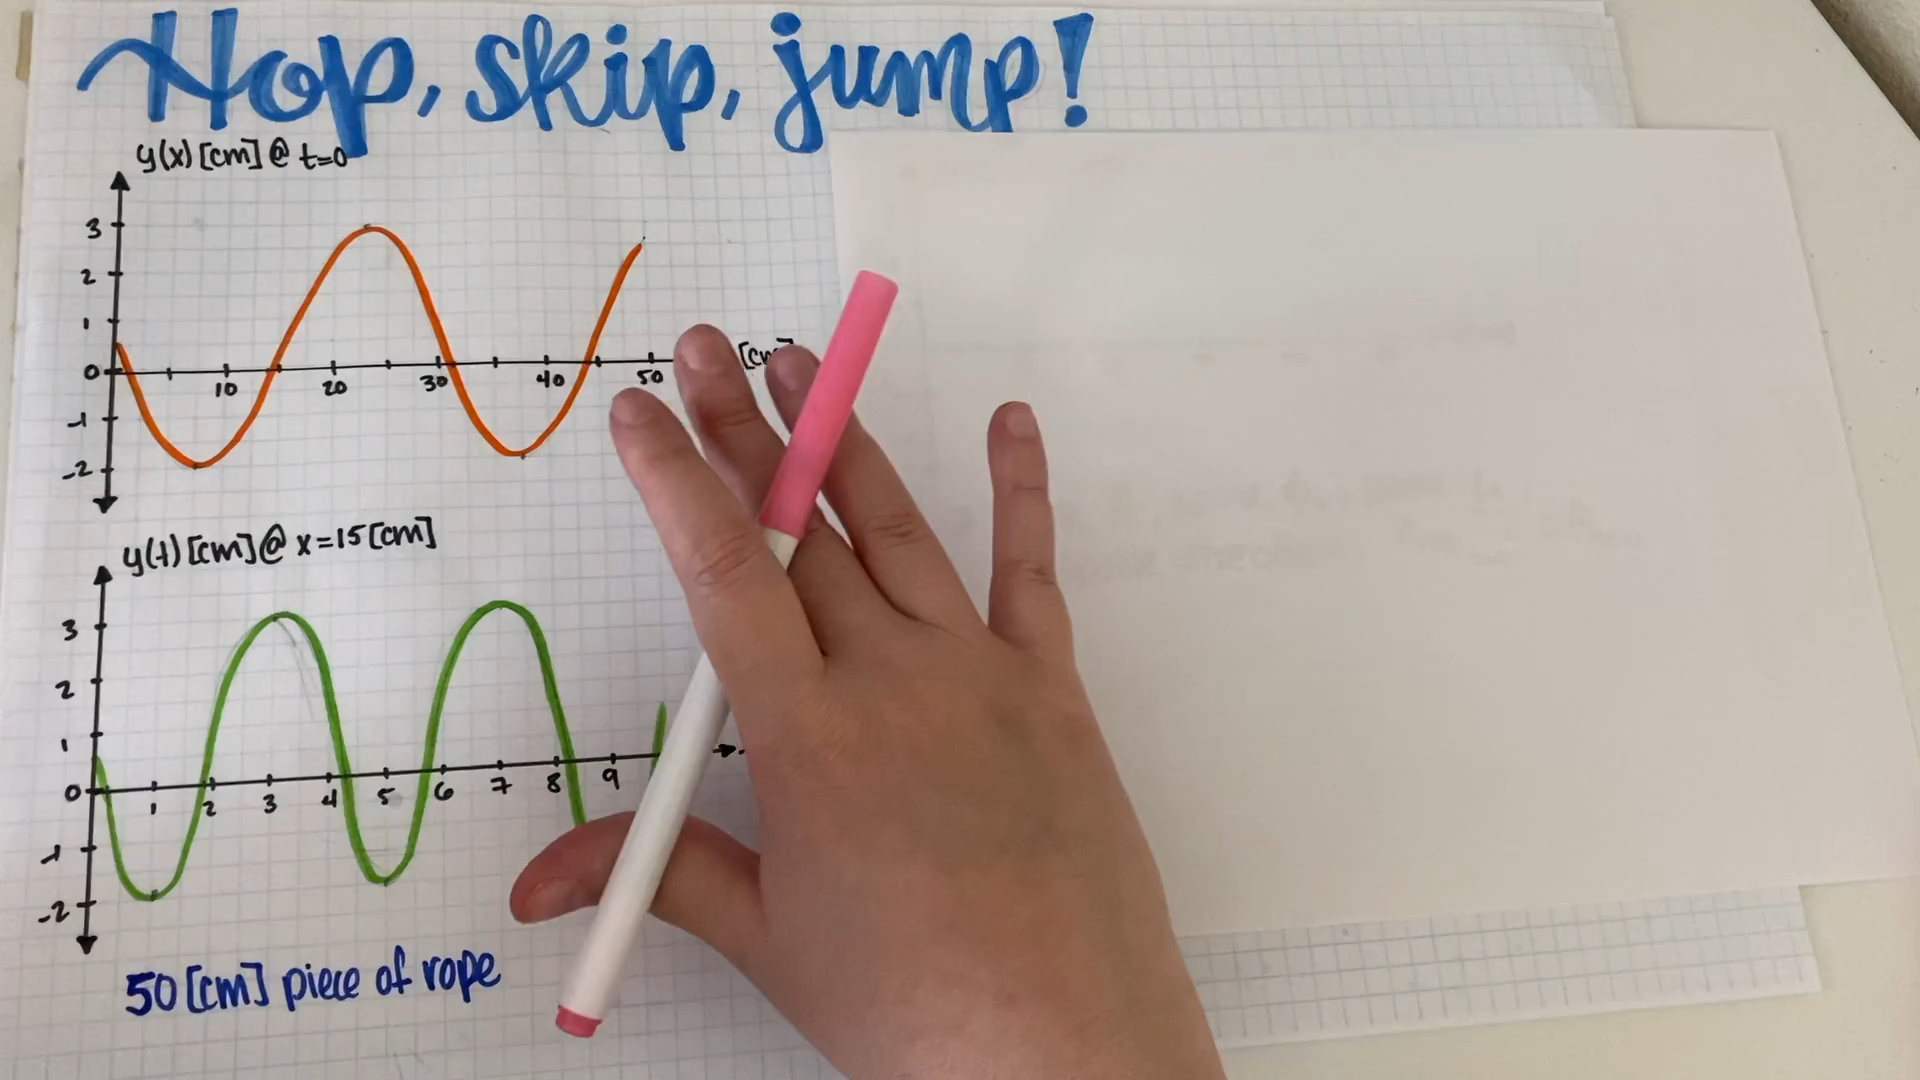 Hop, skip, jump!
y(x) [cm] @ t=0
3
2
1
0
-1
-2
10 20 30 40 50
[cm]
y(t) [cm] @ x=15 [cm]
3
2
1
0
-1
-2
1 2 3 4 5 6 7 8 9
50 [cm] piece of rope